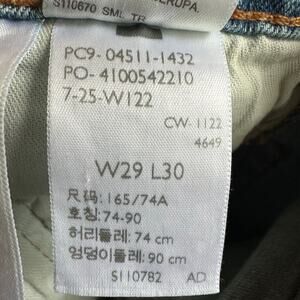 EUROPA.
S110670 SML TR
PC9- 04511-1432
PO- 4100542210
7-25-W122
CW-1122
4649
W29 L30
尺码: 165/74A
호칭: 74-90
허리둘레: 74 cm
엉덩이둘레: 90 cm
S110782 AD